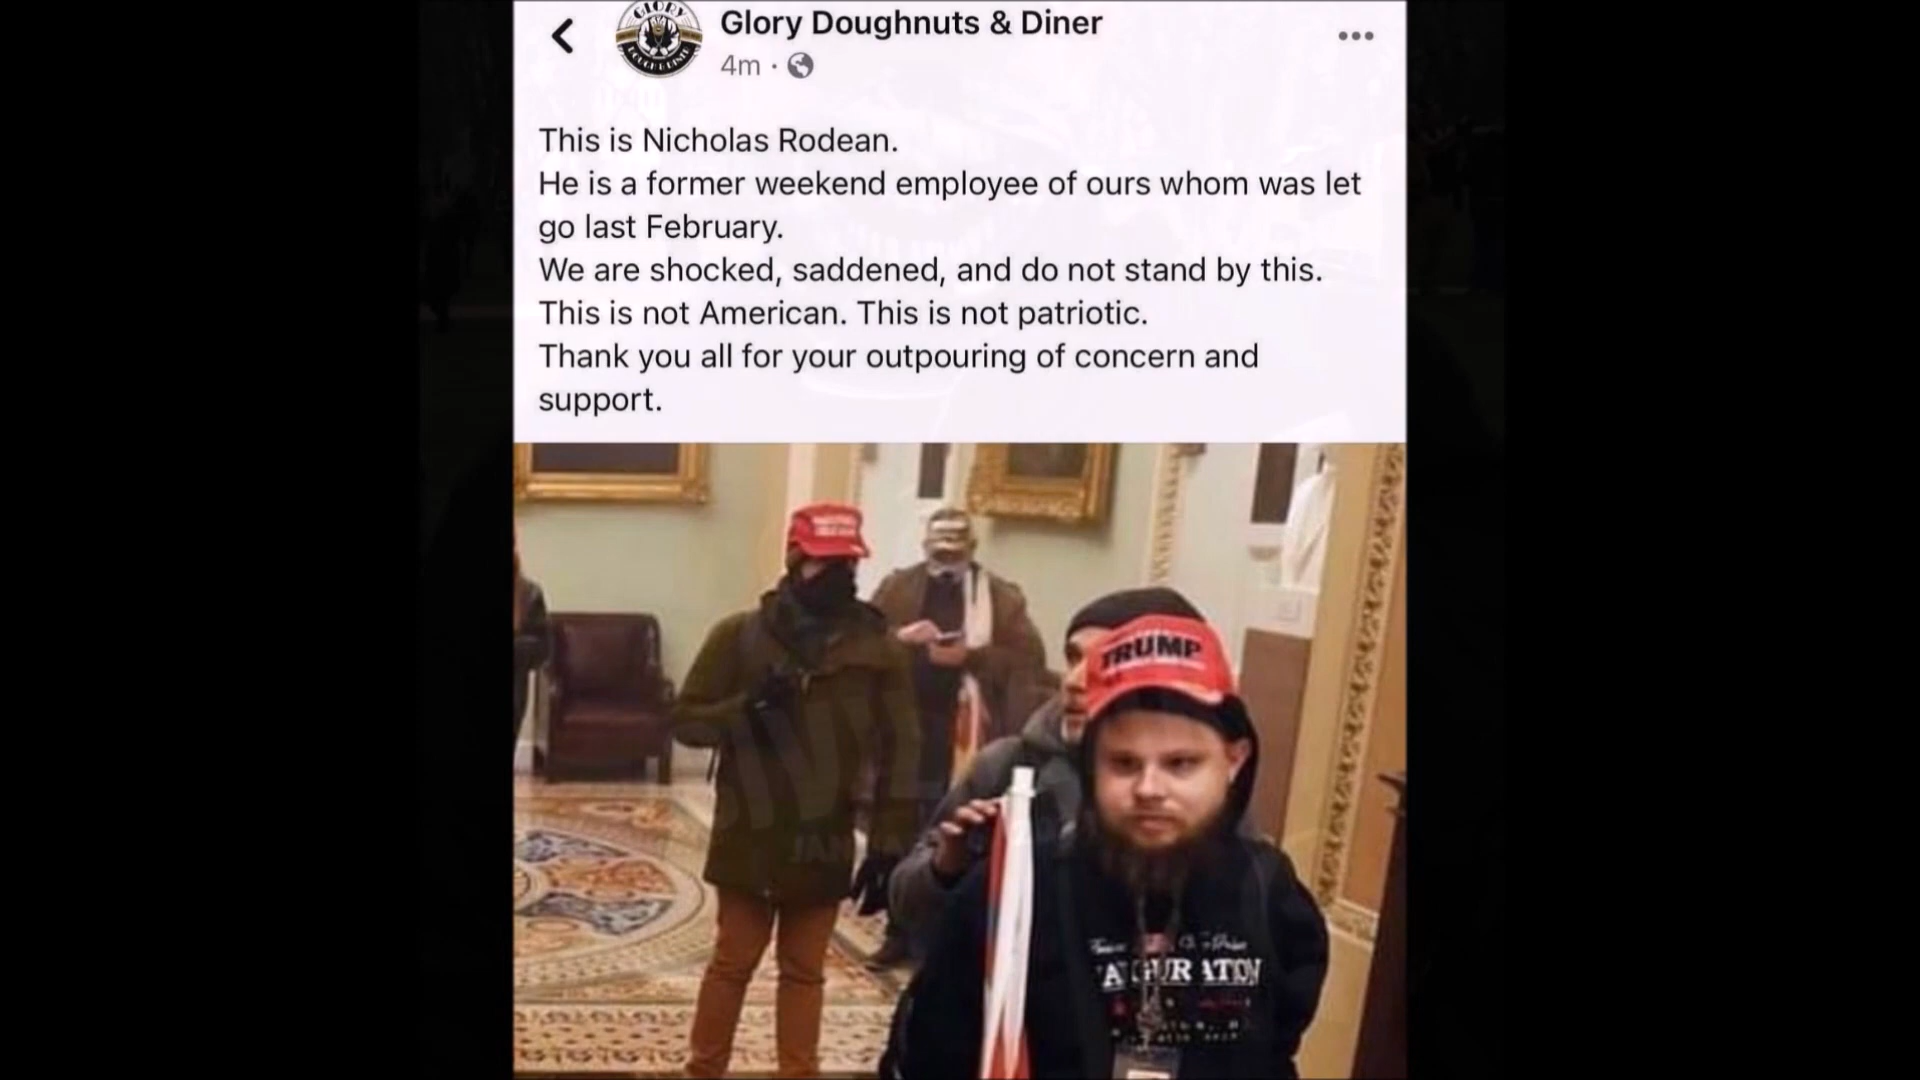 GLORY
Glory Doughnuts & Diner
4m ·
This is Nicholas Rodean.
He is a former weekend employee of ours whom was let
go last February.
We are shocked, saddened, and do not stand by this.
This is not American. This is not patriotic.
Thank you all for your outpouring of concern and
support.
TRUMP